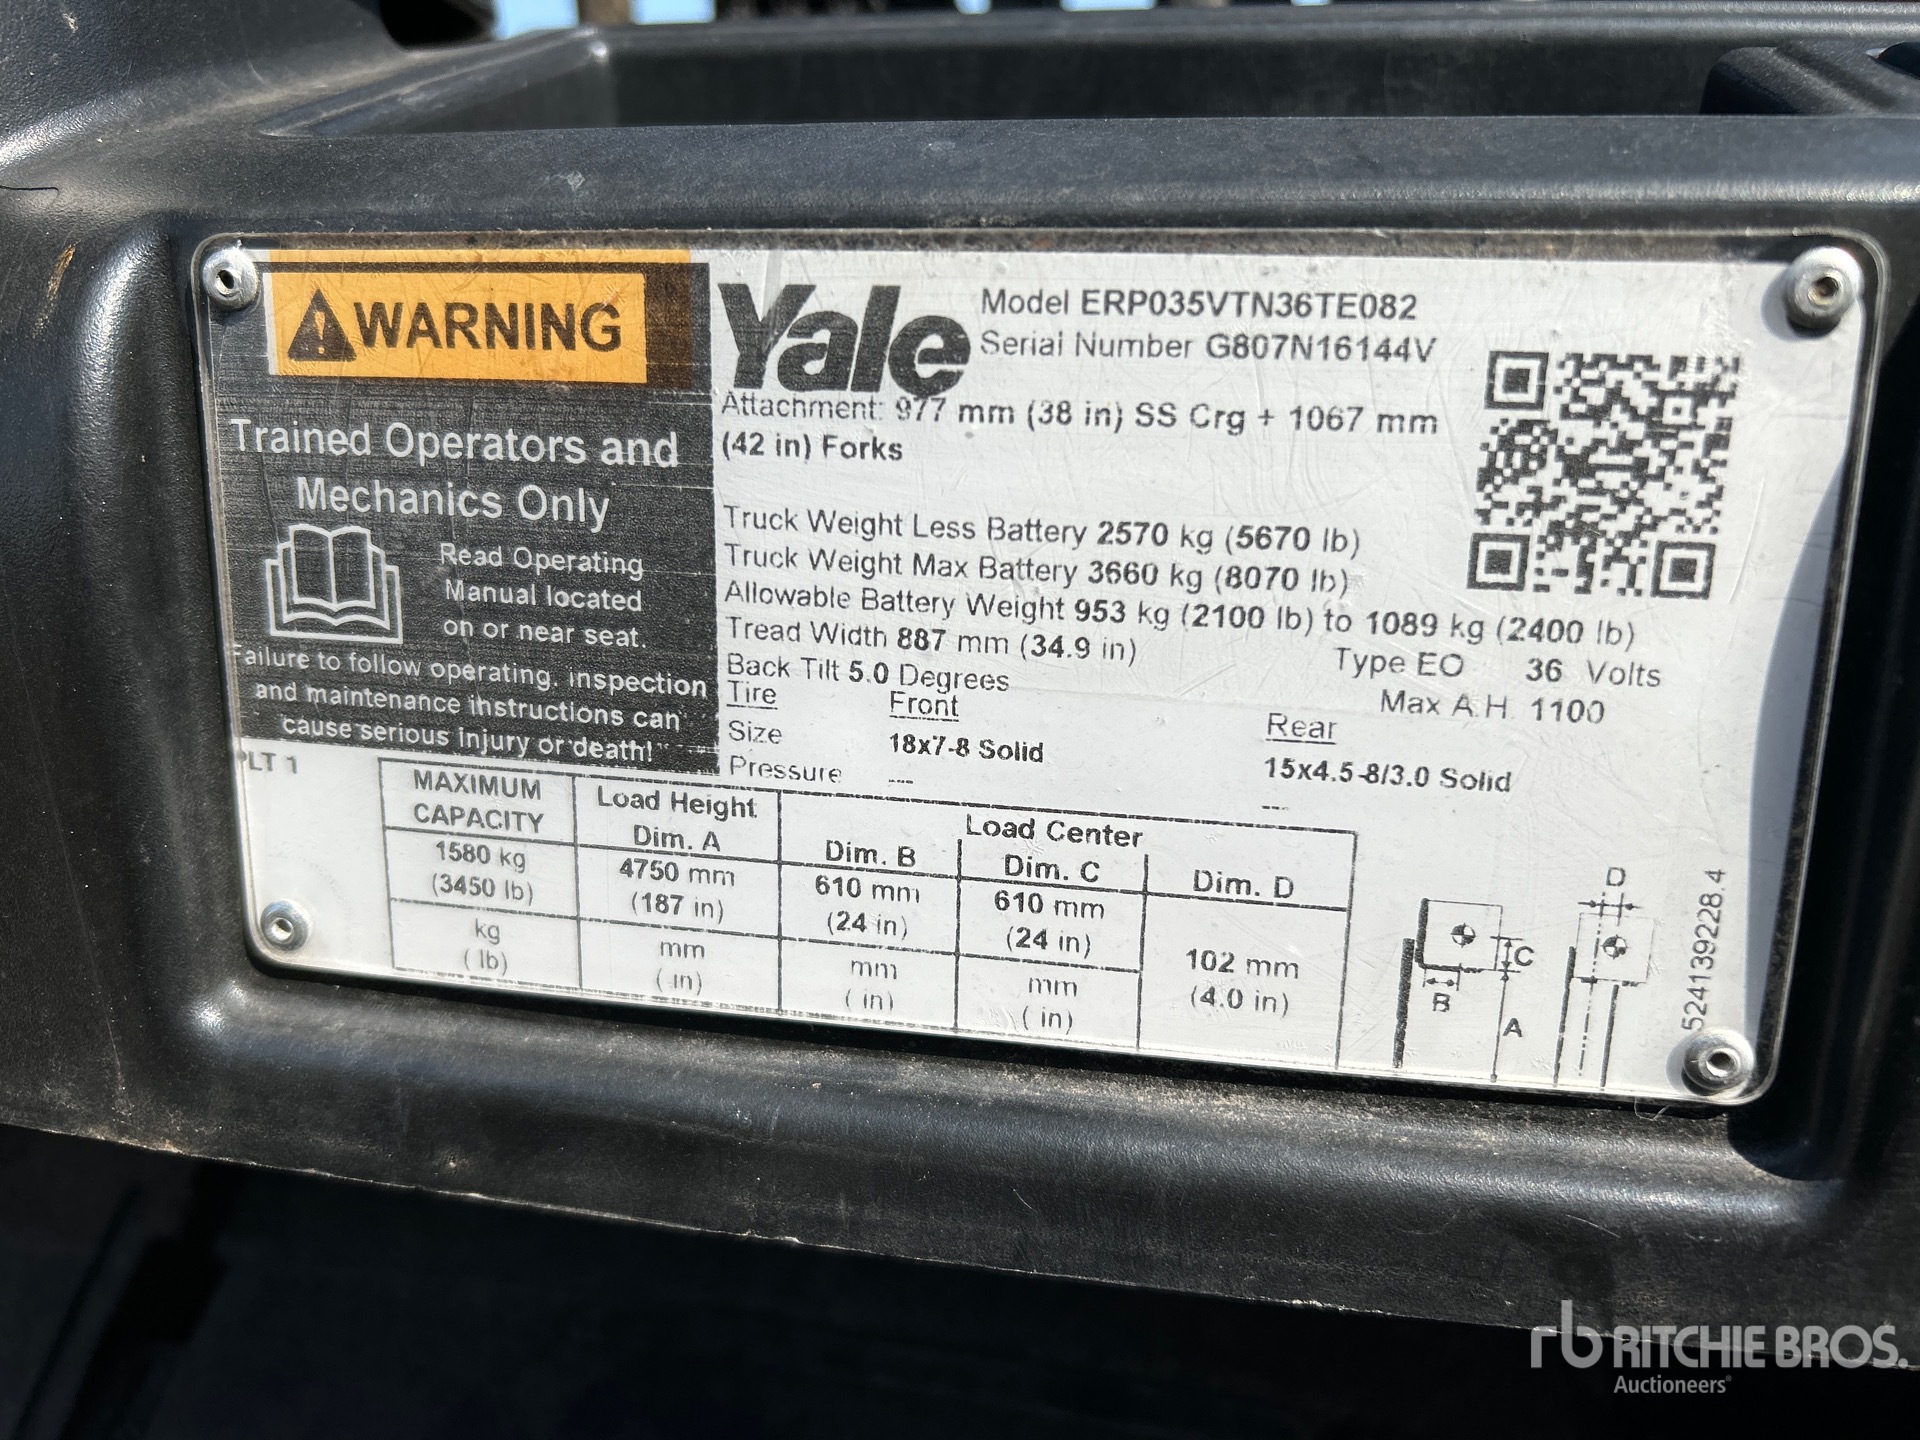 WARNING
Trained Operators and
Mechanics Only
Read Operating
Manual located
on or near seat.
Failure to follow operating, inspection
and maintenance instructions can
cause serious injury or death!
PLT 1
Yale
Model ERP035VTN36TE082
Serial Number G807N16144V
Attachment: 977 mm (38 in) SS Crg + 1067 mm
(42 in) Forks
Truck Weight Less Battery 2570 kg (5670 lb)
Truck Weight Max Battery 3660 kg (8070 lb)
Allowable Battery Weight 953 kg (2100 lb) to 1089 kg (2400 lb)
Tread Width 887 mm (34.9 in) Type EO 36 Volts
Back Tilt 5.0 Degrees Max A.H. 1100
Tire Front Rear
Size 18x7-8 Solid 15x4.5-8/3.0 Solid
Pressure --- ---
MAXIMUM
CAPACITY
Load Height
Dim. A
Load Center
Dim. B Dim. C Dim. D
1580 kg
(3450 lb)
4750 mm
(187 in)
610 mm
(24 in)
610 mm
(24 in)
102 mm
(4.0 in)
kg
( lb)
mm
( in)
mm
( in)
mm
( in)
B
C
A
D
524139228.4
rb RITCHIE BROS.
Auctioneers